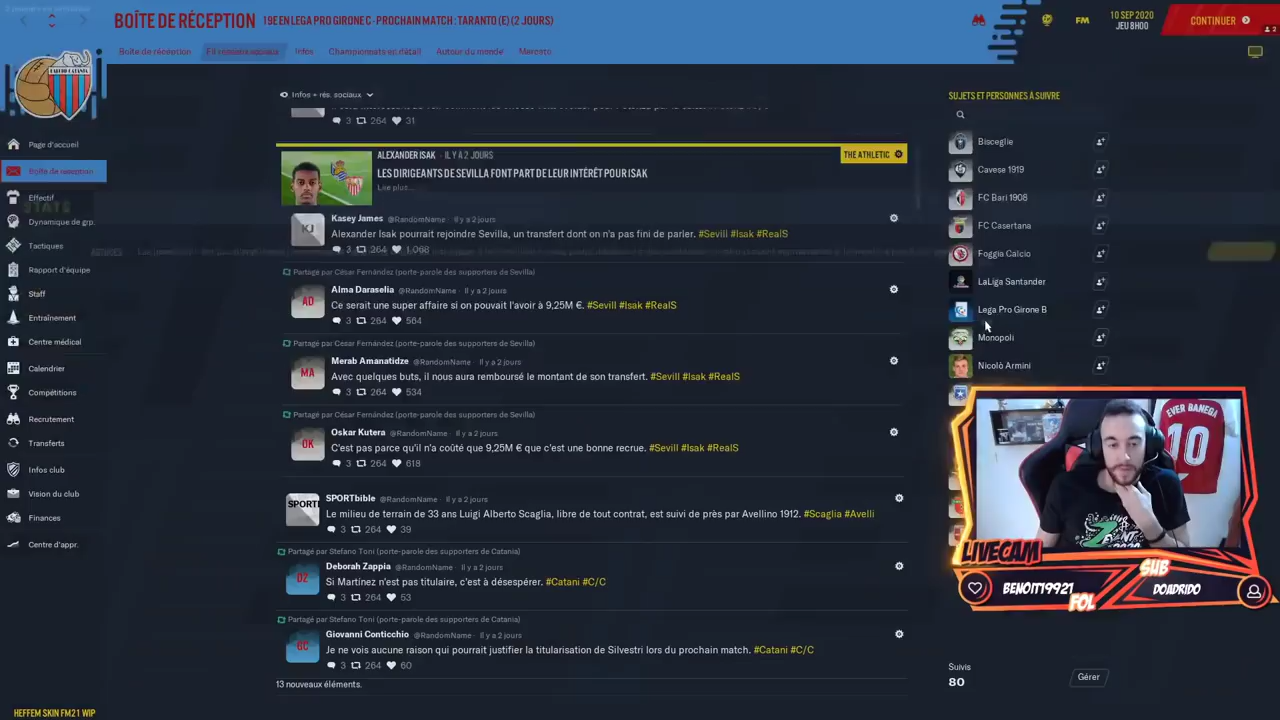 BOÎTE DE RÉCEPTION
19E EN LEGA PRO GIRONE C - PROCHAIN MATCH : TARANTO (E) (2 JOURS)
FM
10 SEP 2020
JEU 8H00
CONTINUER
2
Boîte de réception
Fil réseaux sociaux
Infos
Championnats en détail
Autour du monde
Mercato
Infos + rés. sociaux
3 264 31
ALEXANDER ISAK - IL Y A 2 JOURS
THE ATHLETIC
LES DIRIGEANTS DE SEVILLA FONT PART DE LEUR INTÉRÊT POUR ISAK
Lire plus...
KJ
Kasey James @RandomName · Il y a 2 jours
Alexander Isak pourrait rejoindre Sevilla, un transfert dont on n'a pas fini de parler. #Sevill #Isak #RealS
3 264 1,068
Partagé par César Fernández (porte-parole des supporters de Sevilla)
AD
Alma Daraselia @RandomName · Il y a 2 jours
Ce serait une super affaire si on pouvait l'avoir à 9,25M €. #Sevill #Isak #RealS
3 264 564
Partagé par César Fernández (porte-parole des supporters de Sevilla)
MA
Merab Amanatidze @RandomName · Il y a 2 jours
Avec quelques buts, il nous aura remboursé le montant de son transfert. #Sevill #Isak #RealS
3 264 534
Partagé par César Fernández (porte-parole des supporters de Sevilla)
OK
Oskar Kutera @RandomName · Il y a 2 jours
C'est pas parce qu'il n'a coûté que 9,25M € que c'est une bonne recrue. #Sevill #Isak #RealS
3 264 618
SPORTI
SPORTbible @RandomName · Il y a 2 jours
Le milieu de terrain de 33 ans Luigi Alberto Scaglia, libre de tout contrat, est suivi de près par Avellino 1912. #Scaglia #Avelli
3 264 39
Partagé par Stefano Toni (porte-parole des supporters de Catania)
DZ
Deborah Zappia @RandomName · Il y a 2 jours
Si Martínez n'est pas titulaire, c'est à désespérer. #Catani #C/C
3 264 53
Partagé par Stefano Toni (porte-parole des supporters de Catania)
GC
Giovanni Conticchio @RandomName · Il y a 2 jours
Je ne vois aucune raison qui pourrait justifier la titularisation de Silvestri lors du prochain match. #Catani #C/C
3 264 60
13 nouveaux éléments.
Page d'accueil
Boîte de réception
Effectif
Dynamique de grp.
Tactiques
Rapport d'équipe
Staff
Entraînement
Centre médical
Calendrier
Compétitions
Recrutement
Transferts
Infos club
Vision du club
Finances
Centre d'appr.
HEFFEM SKIN FM21 WIP
SUJETS ET PERSONNES À SUIVRE
Bisceglie
Cavese 1919
FC Bari 1908
FC Casertana
Foggia Calcio
LaLiga Santander
Lega Pro Girone B
Monopoli
Nicolò Armini
EVER BANEGA
10
LIVECAM
BENOIT19921
FOL
SUB
DOADRIDO
Suivis
80
Gérer